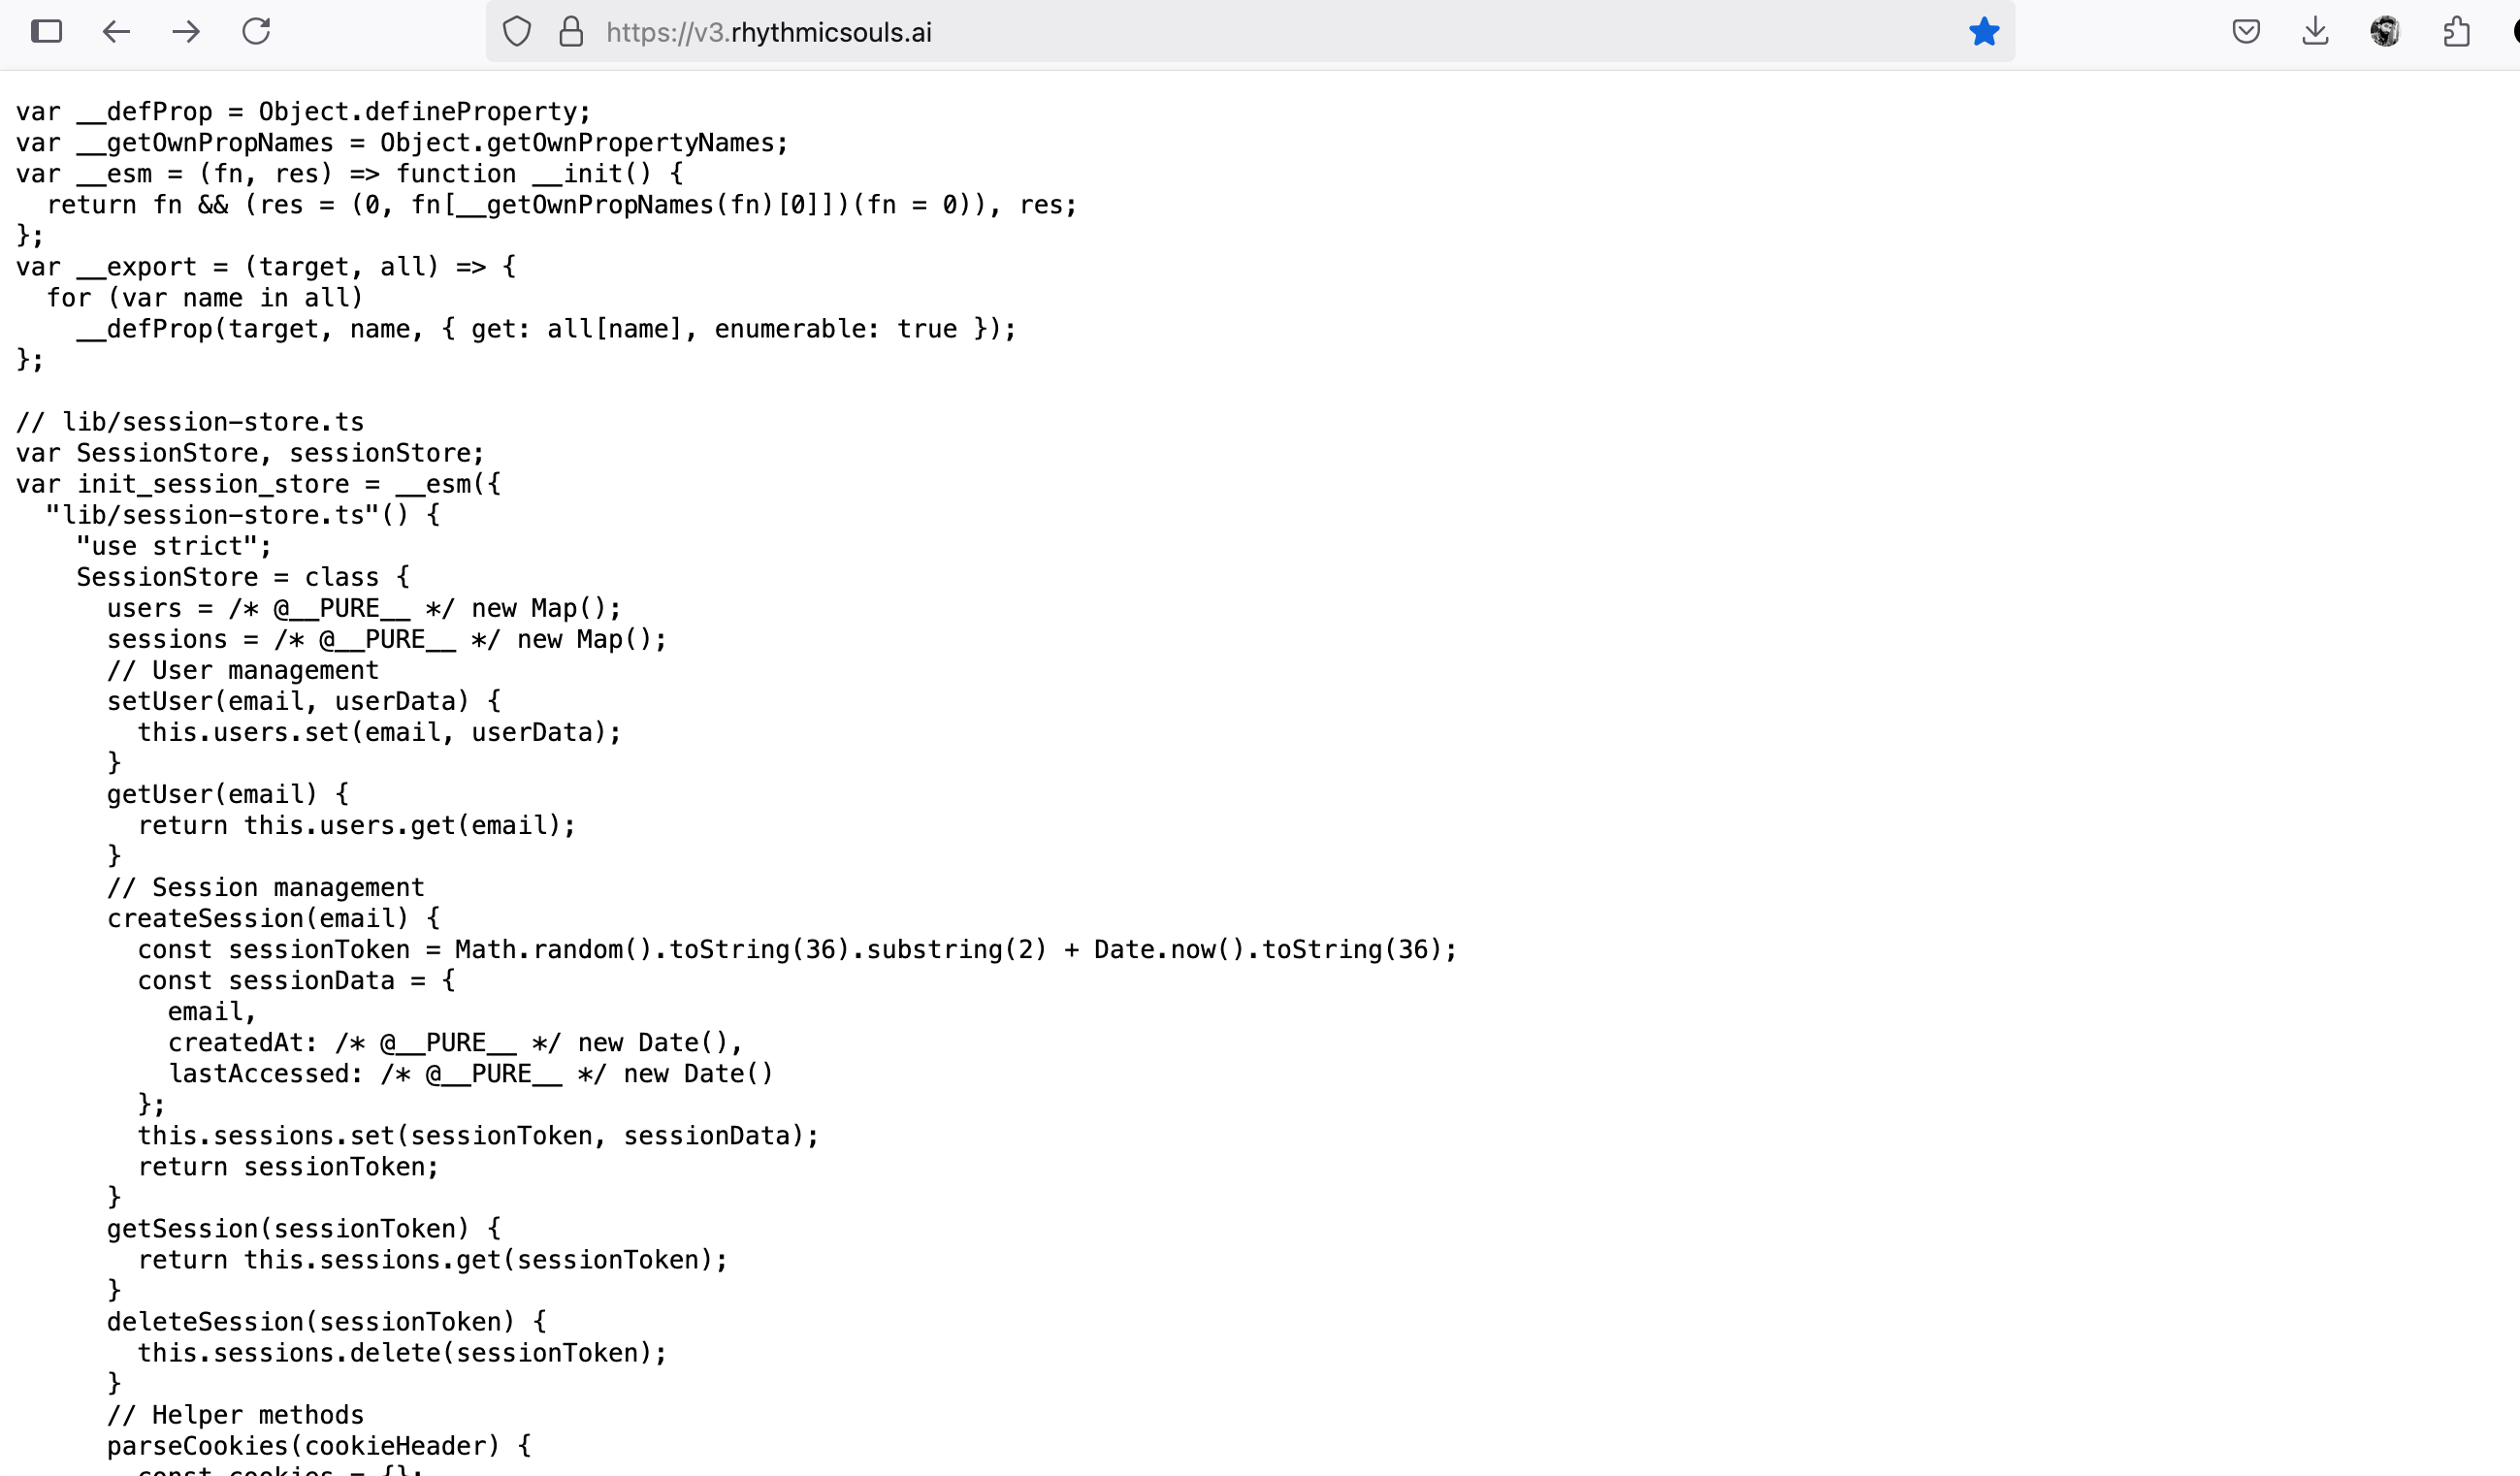 https://v3.rhythmicsouls.ai
var __defProp = Object.defineProperty;
var __getOwnPropNames = Object.getOwnPropertyNames;
var __esm = (fn, res) => function __init() {
  return fn && (res = (0, fn[__getOwnPropNames(fn)[0]])(fn = 0)), res;
};
var __export = (target, all) => {
  for (var name in all)
    __defProp(target, name, { get: all[name], enumerable: true });
};

// lib/session-store.ts
var SessionStore, sessionStore;
var init_session_store = __esm({
  "lib/session-store.ts"() {
    "use strict";
    SessionStore = class {
      users = /* @__PURE__ */ new Map();
      sessions = /* @__PURE__ */ new Map();
      // User management
      setUser(email, userData) {
        this.users.set(email, userData);
      }
      getUser(email) {
        return this.users.get(email);
      }
      // Session management
      createSession(email) {
        const sessionToken = Math.random().toString(36).substring(2) + Date.now().toString(36);
        const sessionData = {
          email,
          createdAt: /* @__PURE__ */ new Date(),
          lastAccessed: /* @__PURE__ */ new Date()
        };
        this.sessions.set(sessionToken, sessionData);
        return sessionToken;
      }
      getSession(sessionToken) {
        return this.sessions.get(sessionToken);
      }
      deleteSession(sessionToken) {
        this.sessions.delete(sessionToken);
      }
      // Helper methods
      parseCookies(cookieHeader) {
        const cookies = {};